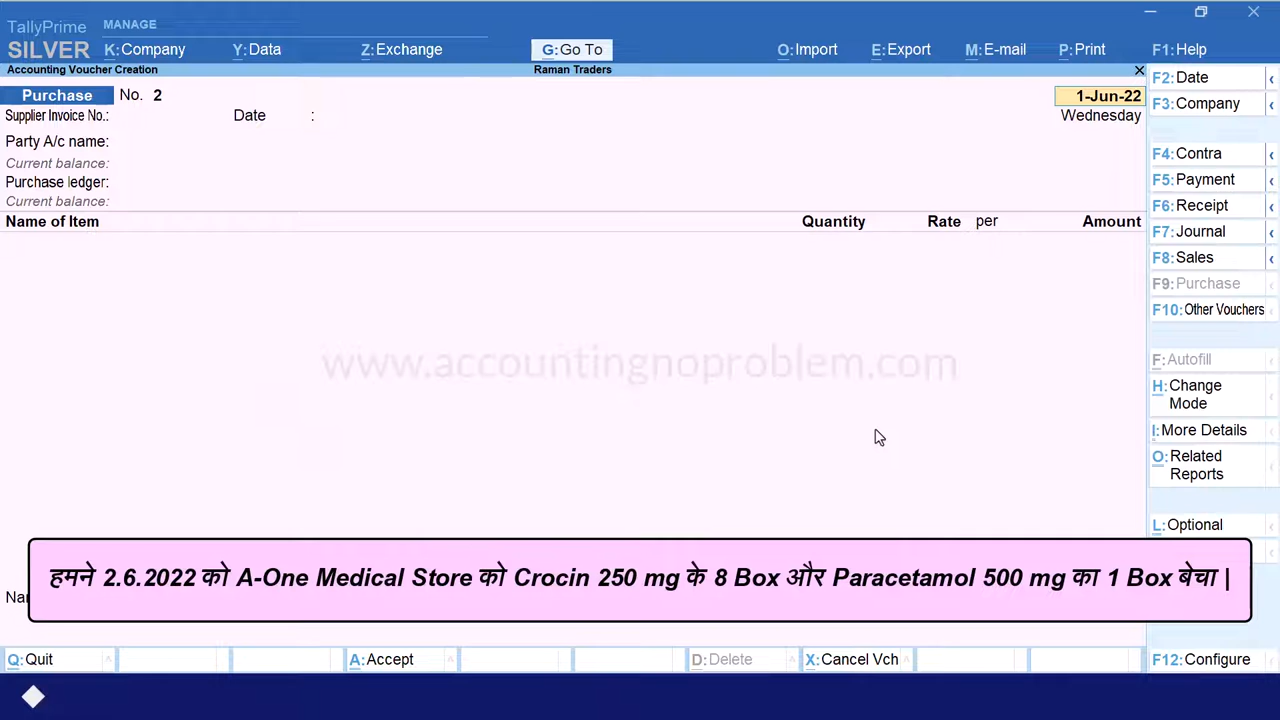 TallyPrime
SILVER
MANAGE
K:Company Y:Data Z:Exchange G:Go To O:Import E:Export M:E-mail P:Print F1:Help
Accounting Voucher Creation Raman Traders
Purchase No. 2 1-Jun-22
Supplier Invoice No.: Date : Wednesday
Party A/c name:
Current balance:
Purchase ledger:
Current balance:
Name of Item Quantity Rate per Amount
www.accountingnoproblem.com
हमने 2.6.2022 को A-One Medical Store को Crocin 250 mg के 8 Box और Paracetamol 500 mg का 1 Box बेचा |
F2:Date
F3:Company
F4:Contra
F5:Payment
F6:Receipt
F7:Journal
F8:Sales
F9:Purchase
F10:Other Vouchers
F:Autofill
H:Change
Mode
I:More Details
O:Related
Reports
L:Optional
Q:Quit A:Accept D:Delete X:Cancel Vch F12:Configure